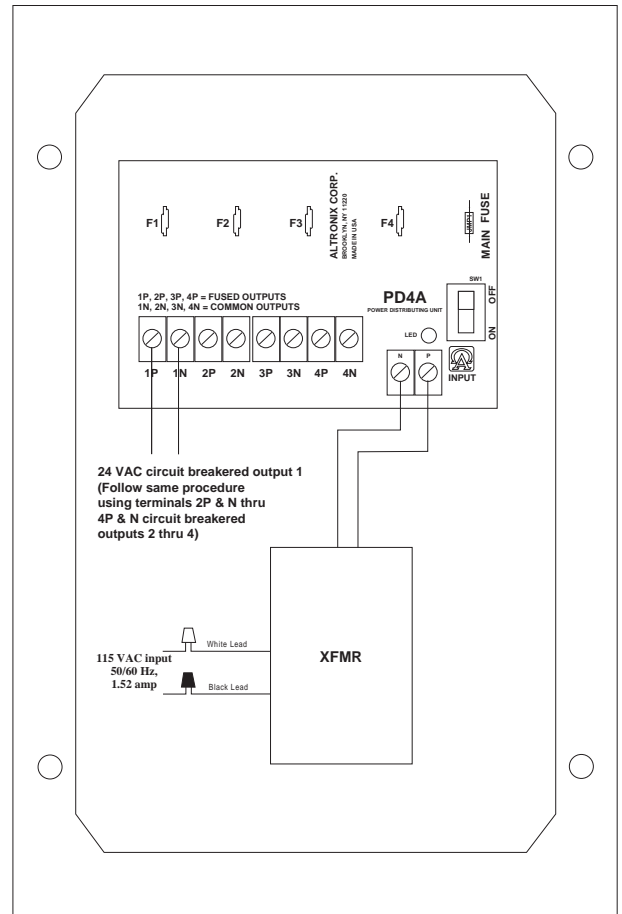 F1 F2 F3 F4
ALTRONIX CORP.
BROOKLYN, NY 11220
MADE IN USA
JMP1
MAIN FUSE
1P, 2P, 3P, 4P = FUSED OUTPUTS
1N, 2N, 3N, 4N = COMMON OUTPUTS
PD4A
POWER DISTRIBUTING UNIT
SW1
OFF
ON
LED
1P 1N 2P 2N 3P 3N 4P 4N
N P
INPUT
24 VAC circuit breakered output 1
(Follow same procedure
using terminals 2P & N thru
4P & N circuit breakered
outputs 2 thru 4)
XFMR
115 VAC input
50/60 Hz,
1.52 amp
White Lead
Black Lead